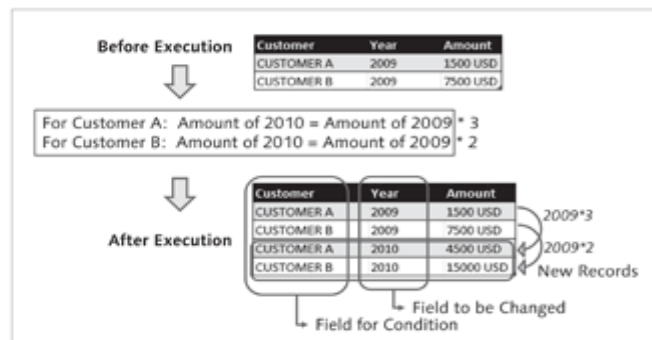 Before Execution
Customer Year Amount
CUSTOMER A 2009 1500 USD
CUSTOMER B 2009 7500 USD
For Customer A: Amount of 2010 = Amount of 2009 * 3
For Customer B: Amount of 2010 = Amount of 2009 * 2
After Execution
Customer Year Amount
CUSTOMER A 2009 1500 USD
CUSTOMER B 2009 7500 USD
CUSTOMER A 2010 4500 USD
CUSTOMER B 2010 15000 USD
2009*3
2009*2
New Records
Field to be Changed
Field for Condition